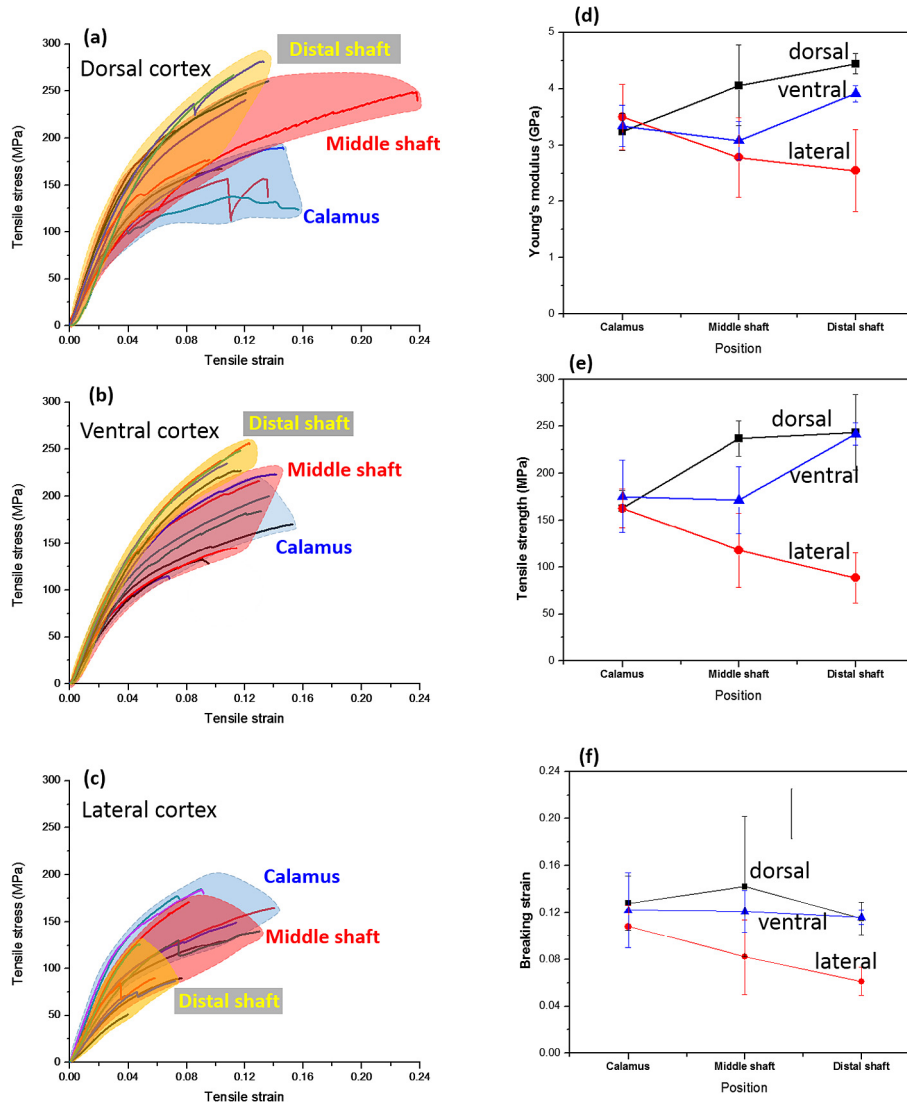 (a)
Dorsal cortex
Distal shaft
Middle shaft
Calamus
Tensile stress (MPa)
300
250
200
150
100
50
0
0.00 0.04 0.08 0.12 0.16 0.20 0.24
Tensile strain
(b)
Ventral cortex
Distal shaft
Middle shaft
Calamus
Tensile stress (MPa)
300
250
200
150
100
50
0
0.00 0.04 0.08 0.12 0.16 0.20 0.24
Tensile strain
(c)
Lateral cortex
Calamus
Middle shaft
Distal shaft
Tensile stress (MPa)
300
250
200
150
100
50
0
0.00 0.04 0.08 0.12 0.16 0.20 0.24
Tensile strain
(d)
dorsal
ventral
lateral
Young's modulus (GPa)
5
4
3
2
1
0
Calamus Middle shaft Distal shaft
Position
(e)
dorsal
ventral
lateral
Tensile strength (MPa)
300
250
200
150
100
50
0
Calamus Middle shaft Distal shaft
Position
(f)
dorsal
ventral
lateral
Breaking strain
0.24
0.20
0.16
0.12
0.08
0.04
0.00
Calamus Middle shaft Distal shaft
Position